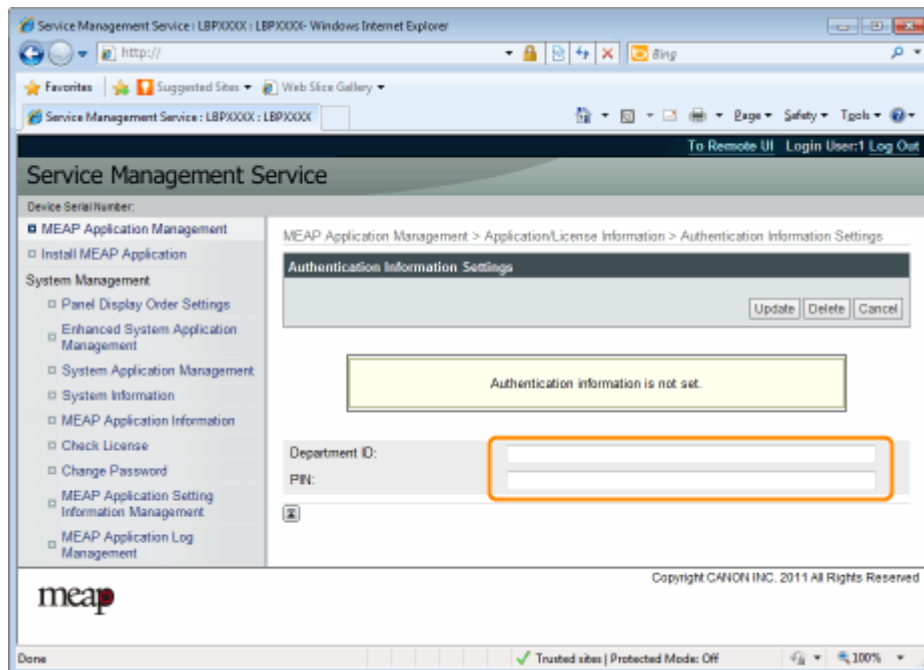 Service Management Service : LBPXXXX : LBPXXXX- Windows Internet Explorer
http://
Bing
Favorites Suggested Sites Web Slice Gallery
Service Management Service : LBPXXXX : LBPXXXX
Page Safety Tools
To Remote UI Login User:1 Log Out
Service Management Service
Device Serial Number:
MEAP Application Management
Install MEAP Application
System Management
Panel Display Order Settings
Enhanced System Application
Management
System Application Management
System Information
MEAP Application Information
Check License
Change Password
MEAP Application Setting
Information Management
MEAP Application Log
Management
MEAP Application Management > Application/License Information > Authentication Information Settings
Authentication Information Settings
Update Delete Cancel
Authentication information is not set.
Department ID:
PIN:
Copyright CANON INC. 2011 All Rights Reserved
meap
Done Trusted sites | Protected Mode: Off 100%